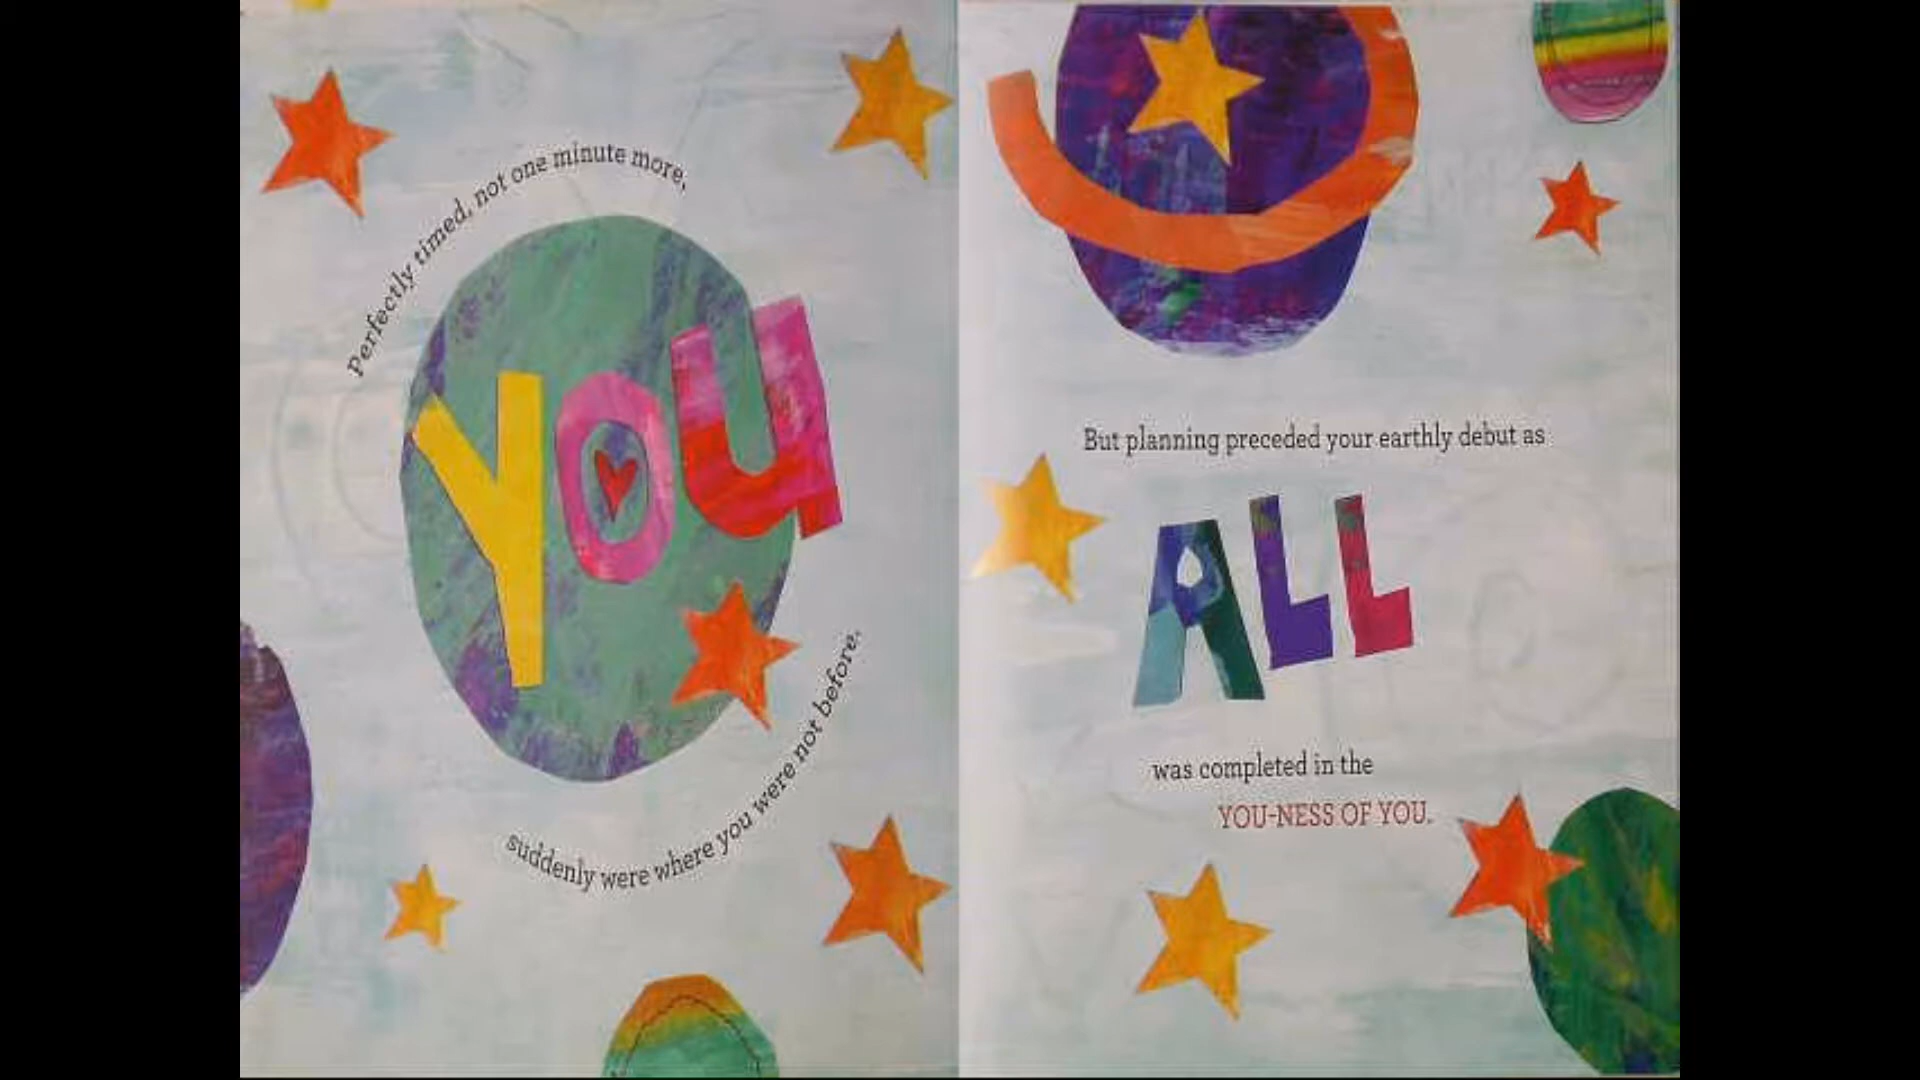 Perfectly timed, not one minute more,
YOU
suddenly were where you were not before.
But planning preceded your earthly debut as
ALL
was completed in the
YOU-NESS OF YOU.